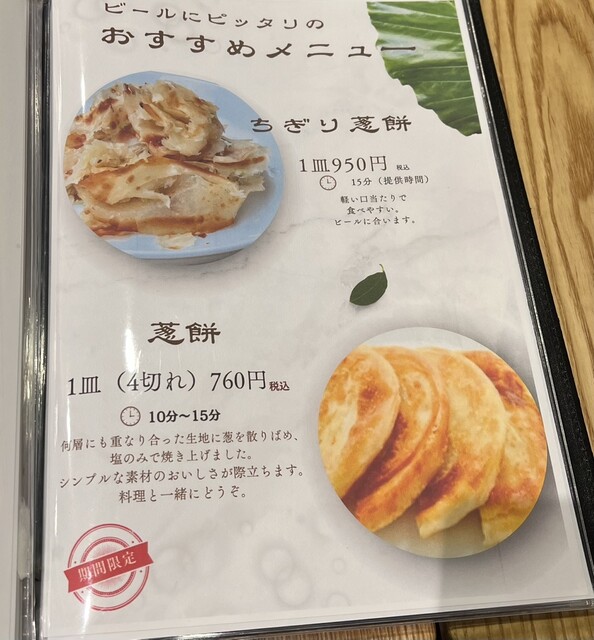 ビールにピッタリの
おすすめメニュー
ちぎり葱餅
1皿950円 税込
15分（提供時間）
軽い口当たりで
食べやすい。
ビールに合います。
葱餅
1皿（4切れ）760円税込
10分～15分
何層にも重なり合った生地に葱を散りばめ、
塩のみで焼き上げました。
シンプルな素材のおいしさが際立ちます。
料理と一緒にどうぞ。
期間限定